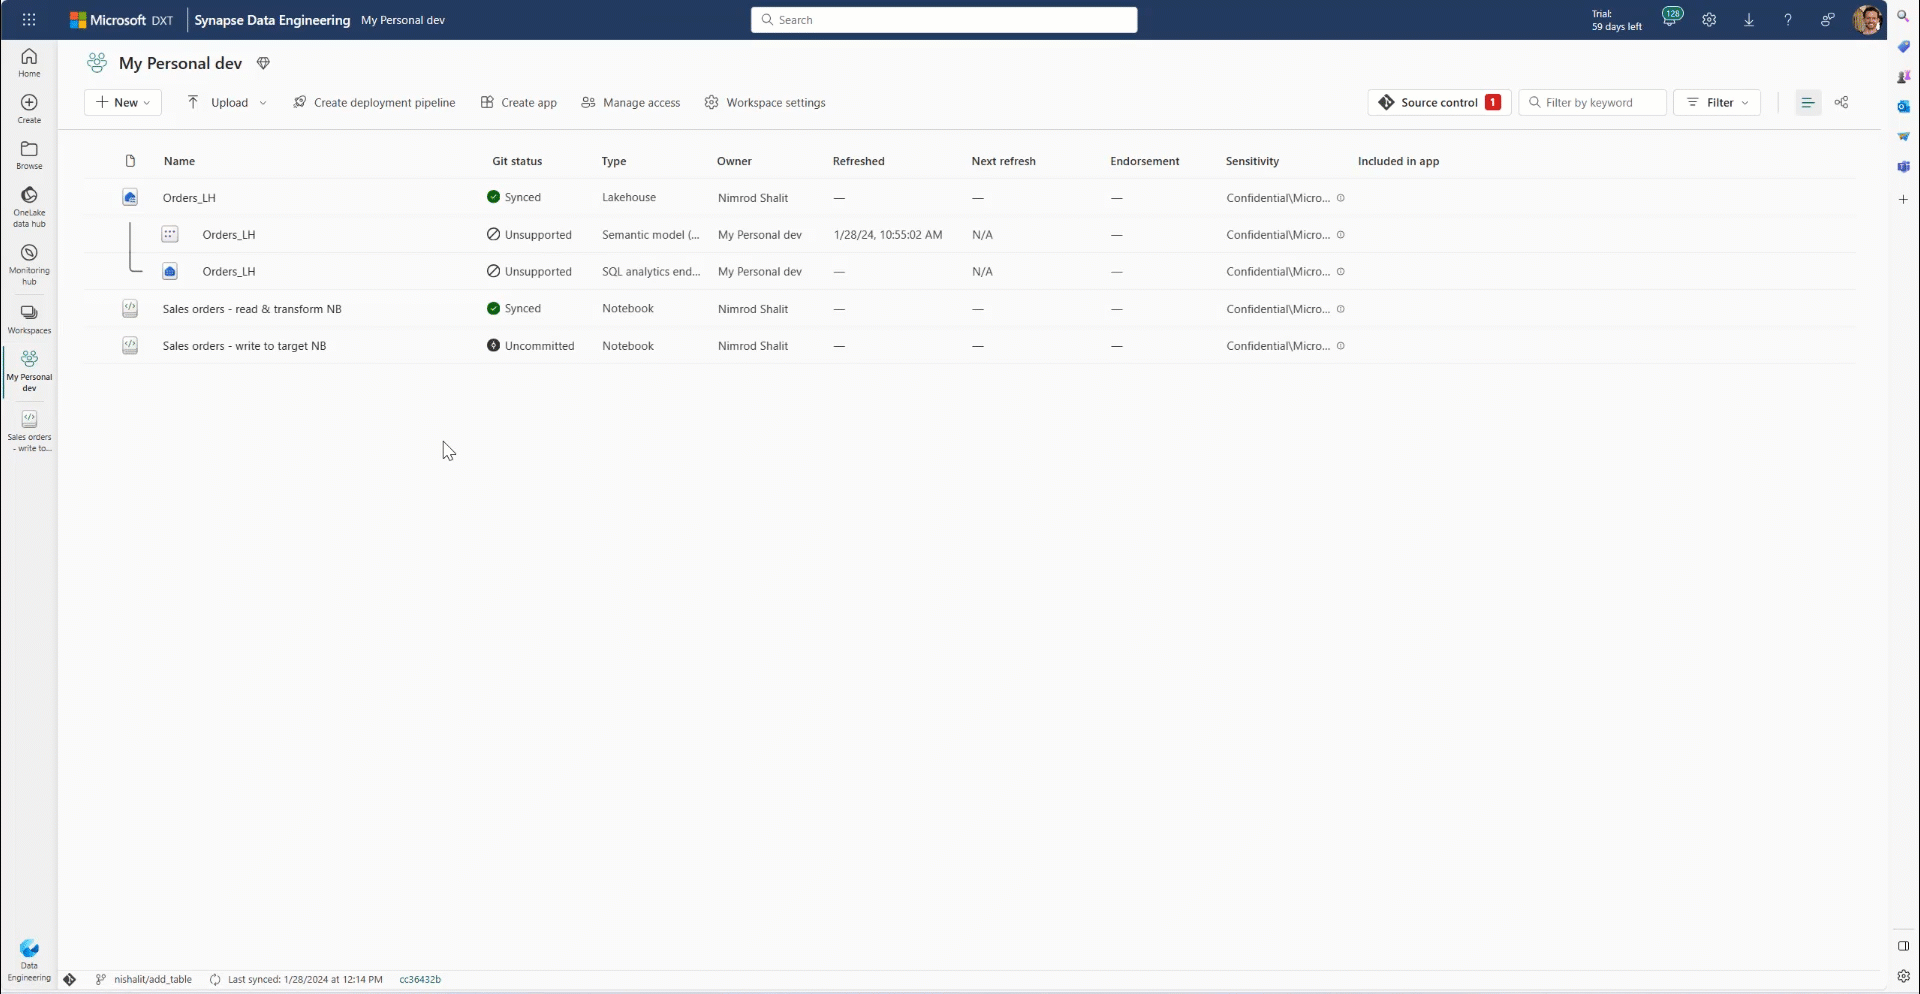 Microsoft DXT Synapse Data Engineering My Personal dev
Search
Trial:
59 days left
128
Home
Create
Browse
OneLake
data hub
Monitoring
hub
Workspaces
My Personal
dev
Sales orders
- write to...
Data
Engineering
My Personal dev
New
Upload
Create deployment pipeline
Create app
Manage access
Workspace settings
Source control 1
Filter by keyword
Filter
Name Git status Type Owner Refreshed Next refresh Endorsement Sensitivity Included in app
Orders_LH Synced Lakehouse Nimrod Shalit — — — Confidential\Micro...
Orders_LH Unsupported Semantic model (... My Personal dev 1/28/24, 10:55:02 AM N/A — Confidential\Micro...
Orders_LH Unsupported SQL analytics end... My Personal dev — N/A — Confidential\Micro...
Sales orders - read & transform NB Synced Notebook Nimrod Shalit — — — Confidential\Micro...
Sales orders - write to target NB Uncommitted Notebook Nimrod Shalit — — — Confidential\Micro...
nishalit/add_table Last synced: 1/28/2024 at 12:14 PM cc36432b